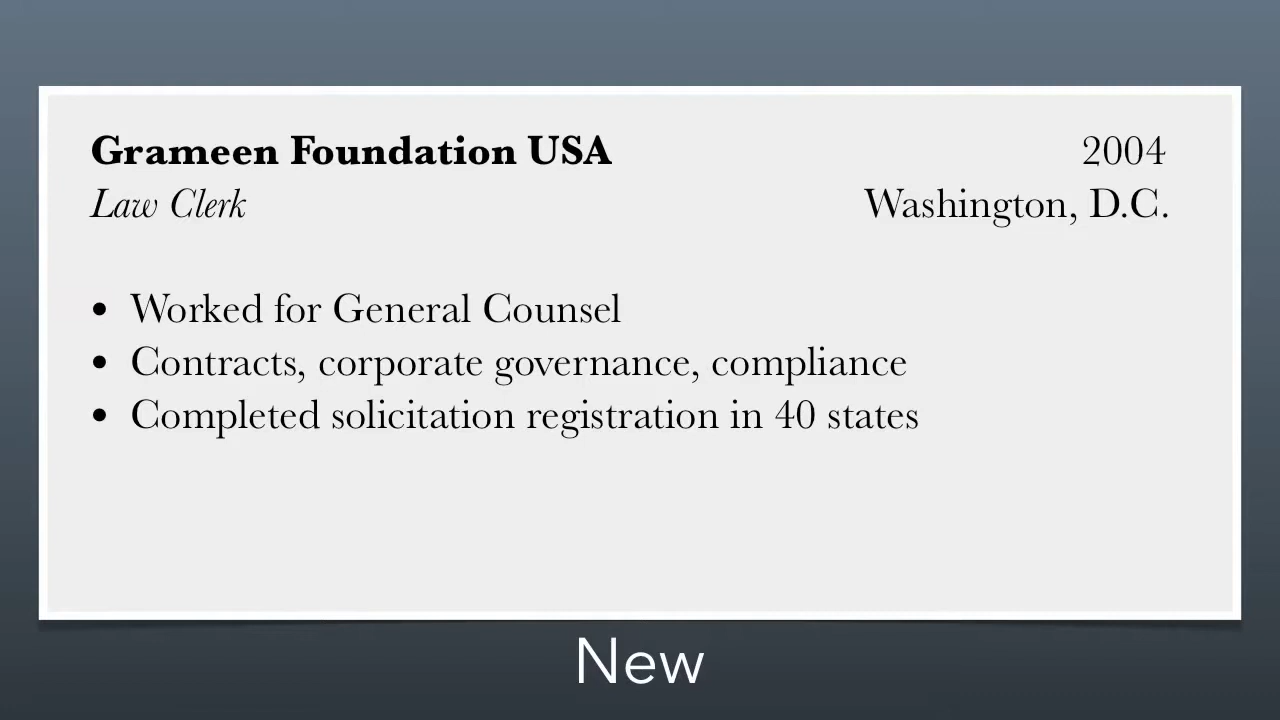 Grameen Foundation USA 2004
Law Clerk Washington, D.C.
• Worked for General Counsel
• Contracts, corporate governance, compliance
• Completed solicitation registration in 40 states
New